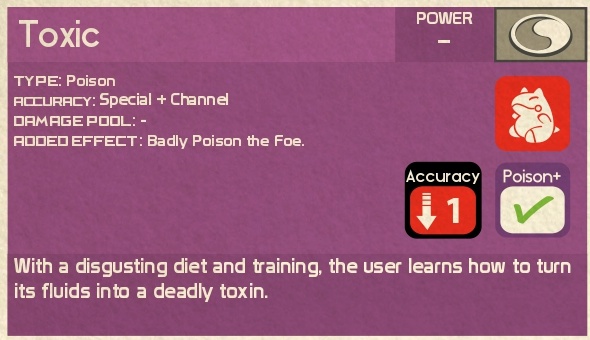 Toxic
POWER
–
TYPE: Poison
ACCURACY: Special + Channel
DAMAGE POOL: -
ADDED EFFECT: Badly Poison the Foe.
Accuracy
1
Poison+
With a disgusting diet and training, the user learns how to turn
its fluids into a deadly toxin.